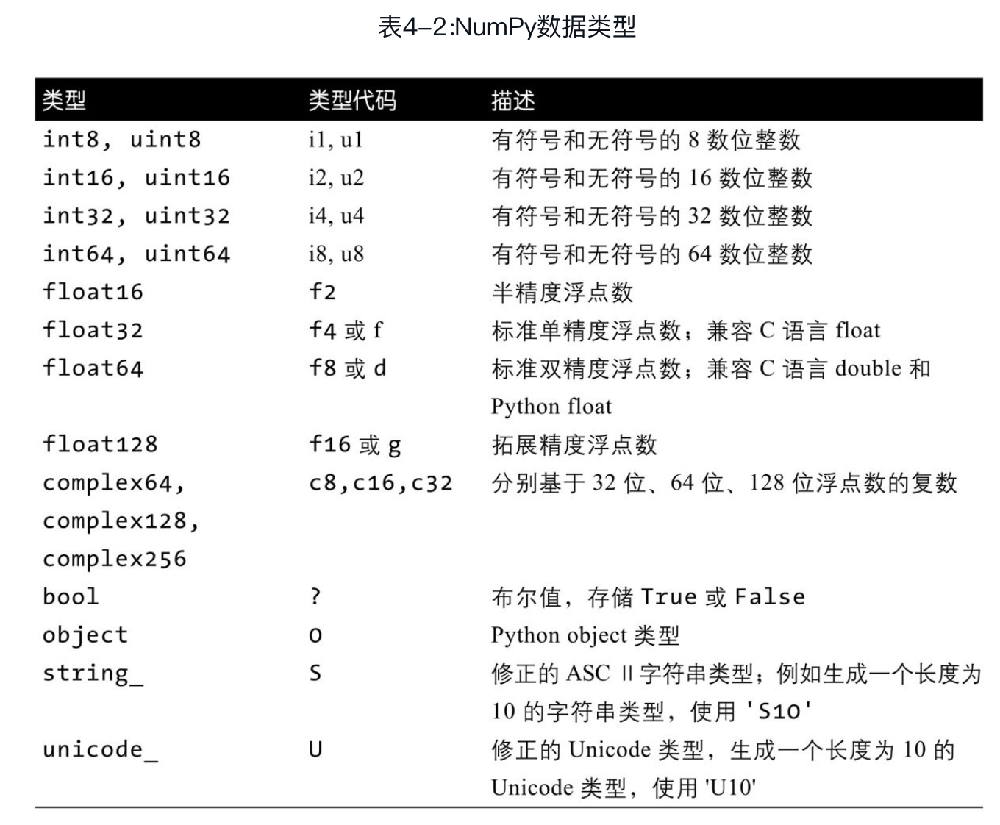 表4-2:NumPy数据类型
类型 类型代码 描述
int8, uint8 i1, u1 有符号和无符号的 8 数位整数
int16, uint16 i2, u2 有符号和无符号的 16 数位整数
int32, uint32 i4, u4 有符号和无符号的 32 数位整数
int64, uint64 i8, u8 有符号和无符号的 64 数位整数
float16 f2 半精度浮点数
float32 f4 或 f 标准单精度浮点数；兼容 C 语言 float
float64 f8 或 d 标准双精度浮点数；兼容 C 语言 double 和
Python float
float128 f16 或 g 拓展精度浮点数
complex64, c8,c16,c32 分别基于 32 位、64 位、128 位浮点数的复数
complex128,
complex256
bool ? 布尔值，存储 True 或 False
object O Python object 类型
string_ S 修正的 ASC Ⅱ字符串类型；例如生成一个长度为
10 的字符串类型，使用 'S10'
unicode_ U 修正的 Unicode 类型，生成一个长度为 10 的
Unicode 类型，使用 'U10'